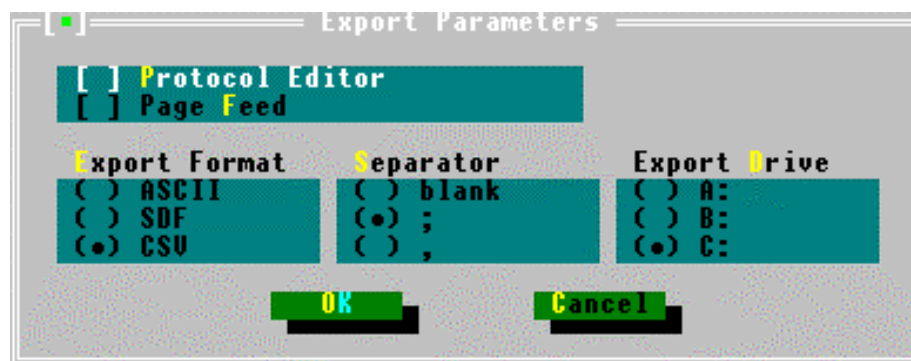 [■] Export Parameters
[ ] Protocol Editor
[ ] Page Feed
Export Format Separator Export Drive
( ) ASCII ( ) blank ( ) A:
( ) SDF (•) ; ( ) B:
(•) CSV ( ) , (•) C:
OK Cancel